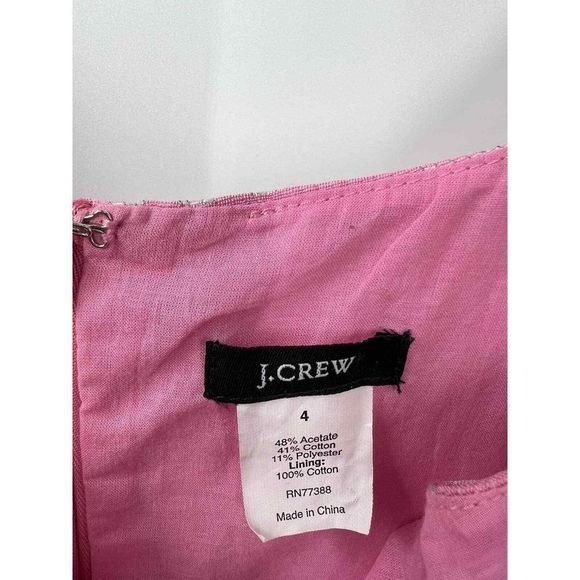 J.CREW
4
48% Acetate
41% Cotton
11% Polyester
Lining:
100% Cotton
RN77388
Made in China